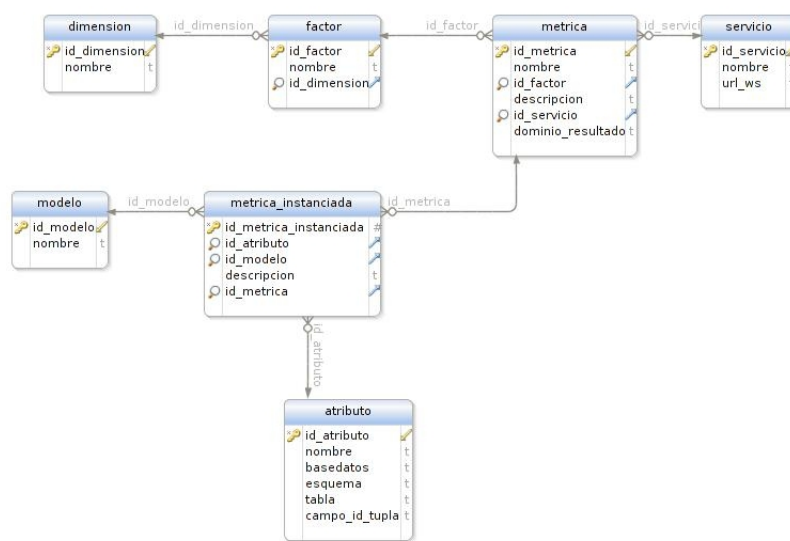 dimension
id_dimension
nombre t
id_dimension
factor
id_factor
nombre t
id_dimension
id_factor
metrica
id_metrica
nombre t
id_factor
descripcion t
id_servicio
dominio_resultado t
id_servici
servicio
id_servicio
nombre t
url_ws
modelo
id_modelo
nombre t
id_modelo
metrica_instanciada
id_metrica_instanciada #
id_atributo
id_modelo
descripcion t
id_metrica
id_metrica
id_atributo
atributo
id_atributo
nombre t
basedatos t
esquema t
tabla t
campo_id_tupla t